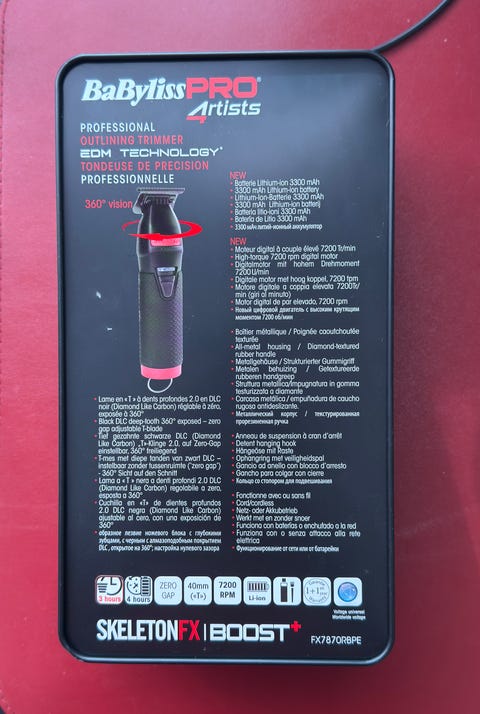 BaByliss PRO®
4Artists
PROFESSIONAL
OUTLINING TRIMMER
EDM TECHNOLOGY*
TONDEUSE DE PRECISION
PROFESSIONNELLE
360° vision
NEW
• Batterie Lithium-ion 3300 mAh
• 3300 mAh Lithium-ion battery
• Lithium-Ion-Batterie 3300 mAh
• 3300 mAh Lithium-ion batterij
• Batteria litio-ioni 3300 mAh
• Batería de Litio 3300 mAh
• 3300 мАч литий-ионный аккумулятор
NEW
• Moteur digital à couple élevé 7200 Tr/min
• High-torque 7200 rpm digital motor
• Digitalmotor mit hohem Drehmoment
7200 U/min
• Digitale motor met hoog koppel, 7200 tpm
• Motore digitale a coppia elevata 7200Tr/
min (giri al minuto)
• Motor digital de par elevado, 7200 rpm
• Новый цифровой двигатель с высоким крутящим
моментом 7200 об/мин
• Boîtier métallique / Poignée caoutchoutée
texturée
• All-metal housing / Diamond-textured
rubber handle
• Metallgehäuse / Strukturierter Gummigriff
• Metalen behuizing / Getextureerde
rubberen handgreep
• Struttura metallica/Impugnatura in gomma
testurizzata a diamante
• Carcasa metálica / empuñadura de caucho
rugosa antideslizante.
• Металлический корпус / текстурированная
прорезиненная ручка
• Lame en «T» à dents profondes 2.0 en DLC
noir (Diamond Like Carbon) réglable à zéro,
exposée à 360°
• Black DLC deep-tooth 360° exposed – zero
gap adjustable T-blade
• Tief gezahnte schwarze DLC (Diamond
Like Carbon) „T»-Klinge 2.0, auf Zero-Gap
einstellbar, 360° freiliegend
• T-mes met diepe tanden van zwart DLC –
instelbaar zonder tussenruimte ('zero gap')
- 360° Sicht auf den Schnitt
• Lama a « T » nera a denti profondi 2.0 DLC
(Diamond Like Carbon) regolabile a zero,
esposta a 360°
• Cuchilla en «T» de dientes profondos
2.0 DLC negra (Diamond Like Carbon)
ajustable al cero, con una exposición de
360°
• образное лезвие ножевого блока с глубокими
зубцами, с черным с алмазоподобным покрытием
DLC, открытое на 360°; настройка нулевого зазора
• Anneau de suspension à cran d'arrêt
• Detent hanging hook
• Hängeöse mit Raste
• Ophangring met veiligheidspal
• Gancio ad anello con blocco d'arresto
• Gancho para colgar con cierre
• Кольцо со стопором для подвешивания
• Fonctionne avec ou sans fil
• Cord/cordless
• Netz- oder Akkubetrieb
• Werkt met en zonder snoer
• Funciona con baterías o enchufado a la red
• Funziona con o senza attacco alla rete
elettrica
• Функционирование от сети или от батарейки
3 hours
4 hours
ZERO
GAP
40mm
(«T»)
7200
RPM
Li-ion
1+1
Voltage universel
Worldwide voltage
SKELETONFX | BOOST+
FX7870RBPE